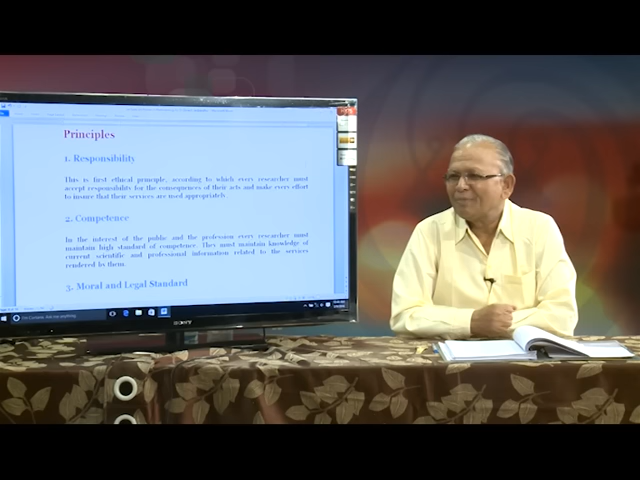 Principles
1. Responsibility
This is first ethical principle, according to which every researcher must
accept responsibility for the consequences of their acts and make every effort
to insure that their services are used appropriately.
2. Competence
In the interest of the public and the profession every researcher must
maintain high standard of competence. They must maintain knowledge of
current scientific and professional information related to the services
rendered by them.
3. Moral and Legal Standard
SONY